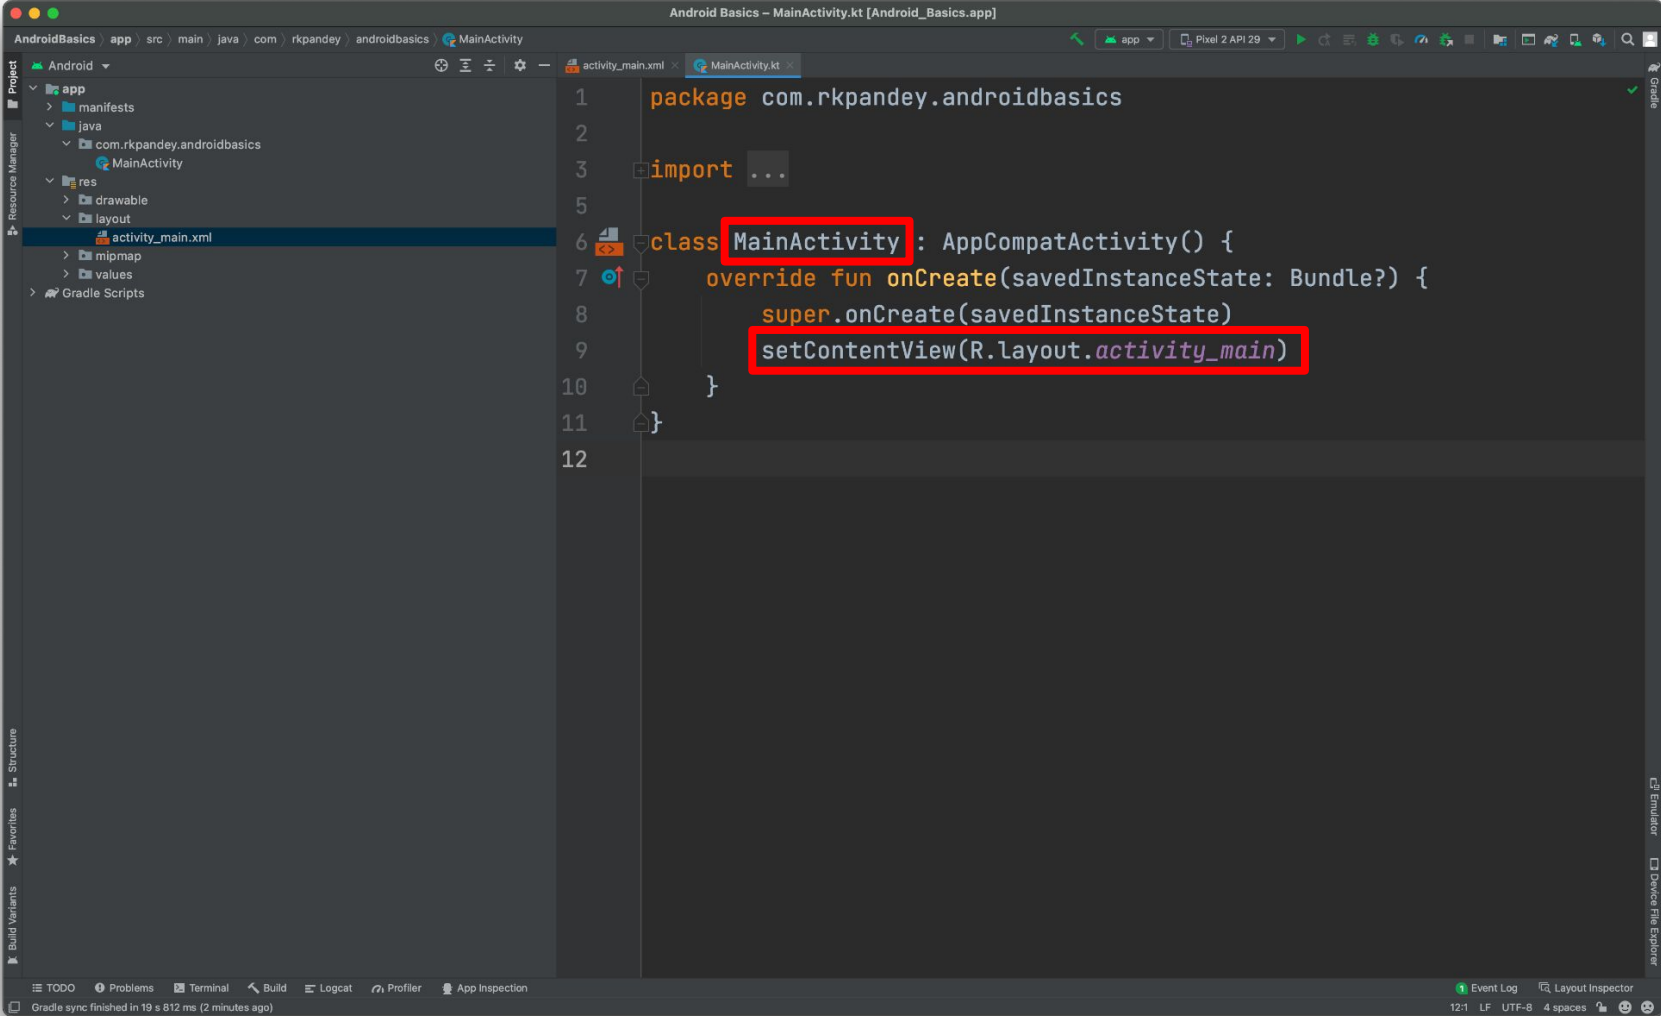 Android Basics – MainActivity.kt [Android_Basics.app]
AndroidBasics app src main java com rkpandey androidbasics MainActivity
app Pixel 2 API 29
Project
Android
activity_main.xml MainActivity.kt
Gradle
app
manifests
java
com.rkpandey.androidbasics
MainActivity
res
drawable
layout
activity_main.xml
mipmap
values
Gradle Scripts
Resource Manager
1 package com.rkpandey.androidbasics
2
3 import ...
5
6 class MainActivity : AppCompatActivity() {
7 override fun onCreate(savedInstanceState: Bundle?) {
8 super.onCreate(savedInstanceState)
9 setContentView(R.layout.activity_main)
10 }
11 }
12
Structure
Favorites
Build Variants
Emulator
Device File Explorer
TODO Problems Terminal Build Logcat Profiler App Inspection
1 Event Log Layout Inspector
Gradle sync finished in 19 s 812 ms (2 minutes ago)
12:1 LF UTF-8 4 spaces